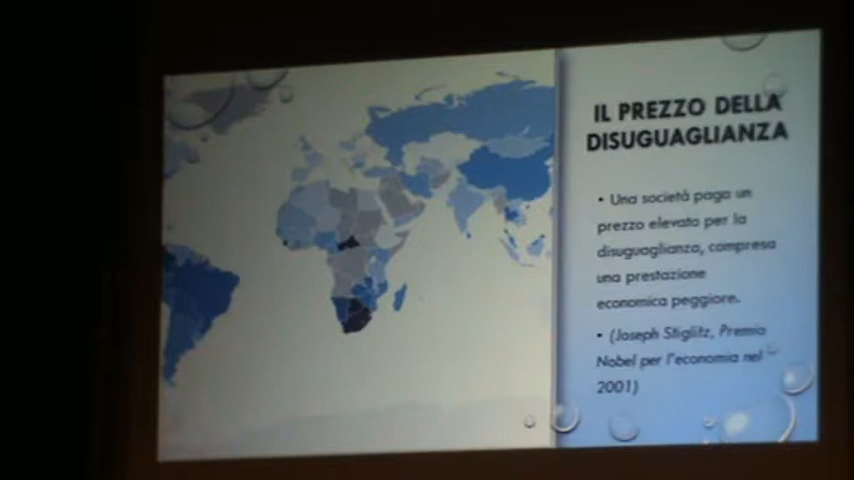 IL PREZZO DELLA
DISUGUAGLIANZA
• Una società paga un
prezzo elevato per la
disuguaglianza, compresa
una prestazione
economica peggiore.
• (Joseph Stiglitz, Premio
Nobel per l'economia nel
2001)